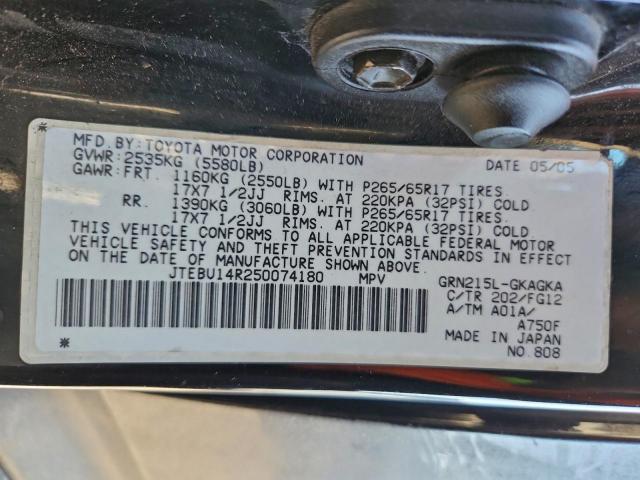 MFD.BY:TOYOTA MOTOR CORPORATION DATE 05/05
GVWR:2535KG (5580LB)
GAWR:FRT. 1160KG (2550LB) WITH P265/65R17 TIRES.
17X7 1/2JJ RIMS. AT 220KPA (32PSI) COLD
RR. 1390KG (3060LB) WITH P265/65R17 TIRES.
17X7 1/2JJ RIMS. AT 220KPA (32PSI) COLD
THIS VEHICLE CONFORMS TO ALL APPLICABLE FEDERAL MOTOR
VEHICLE SAFETY AND THEFT PREVENTION STANDARDS IN EFFECT
ON THE DATE OF MANUFACTURE SHOWN ABOVE.
JTEBU14R250074180 MPV GRN215L-GKAGKA
C/TR 202/FG12
A/TM A01A/
A750F
MADE IN JAPAN
NO.808